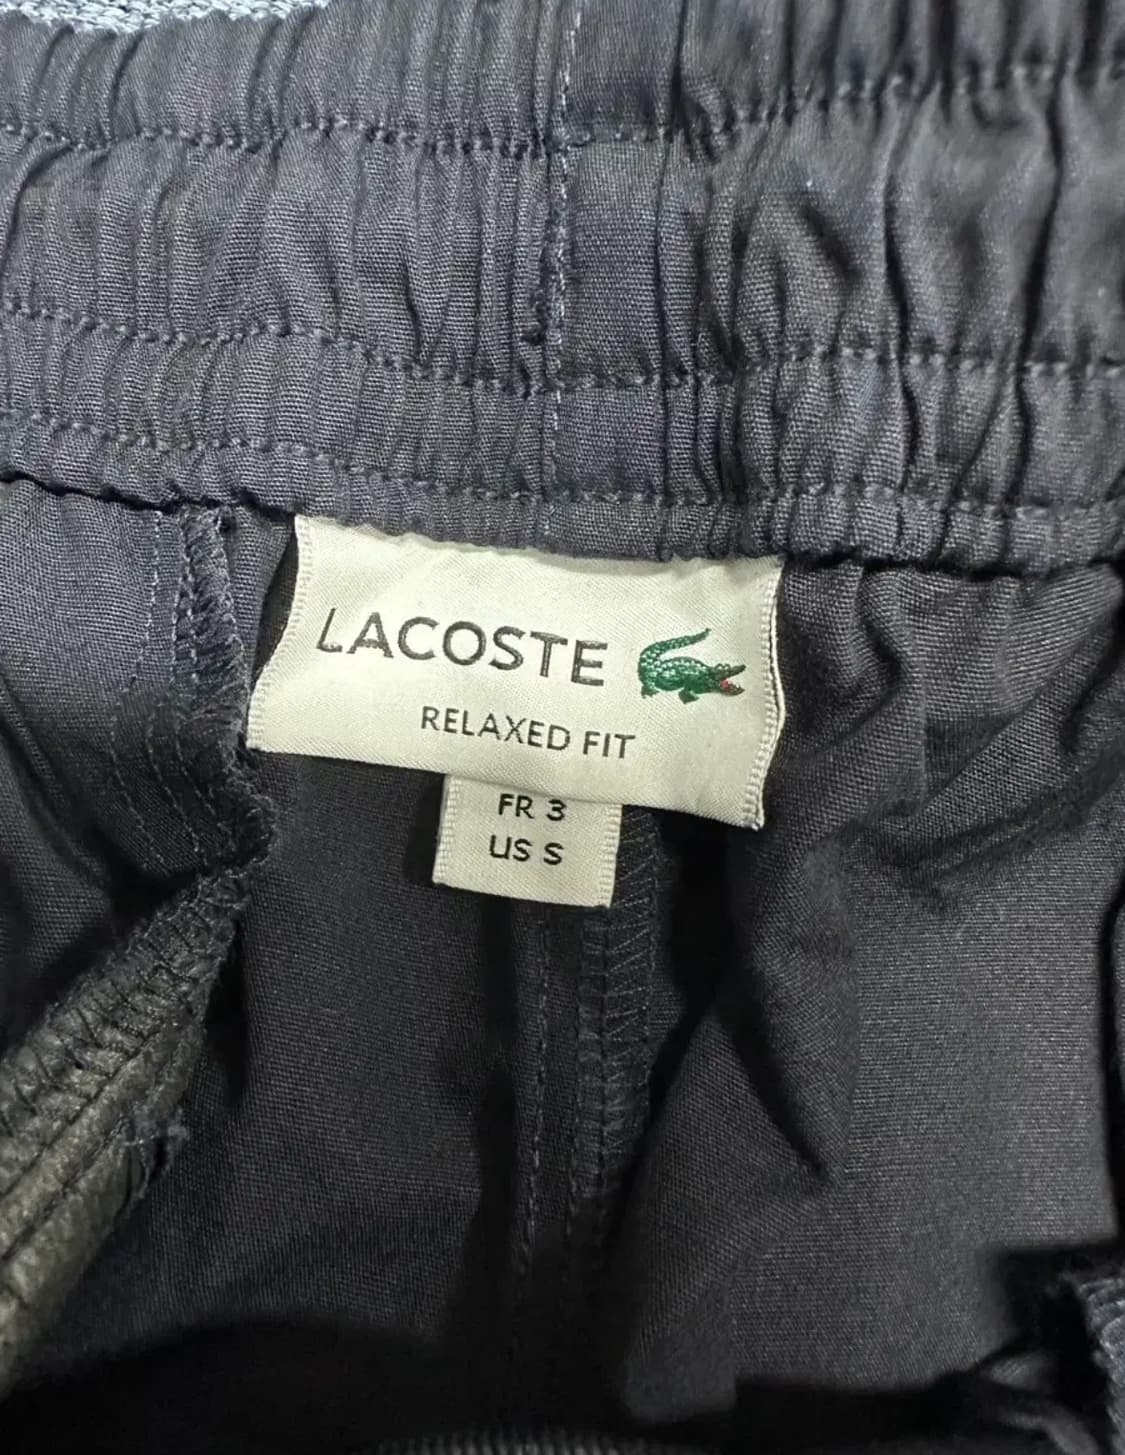 LACOSTE
RELAXED FIT
FR 3
US S